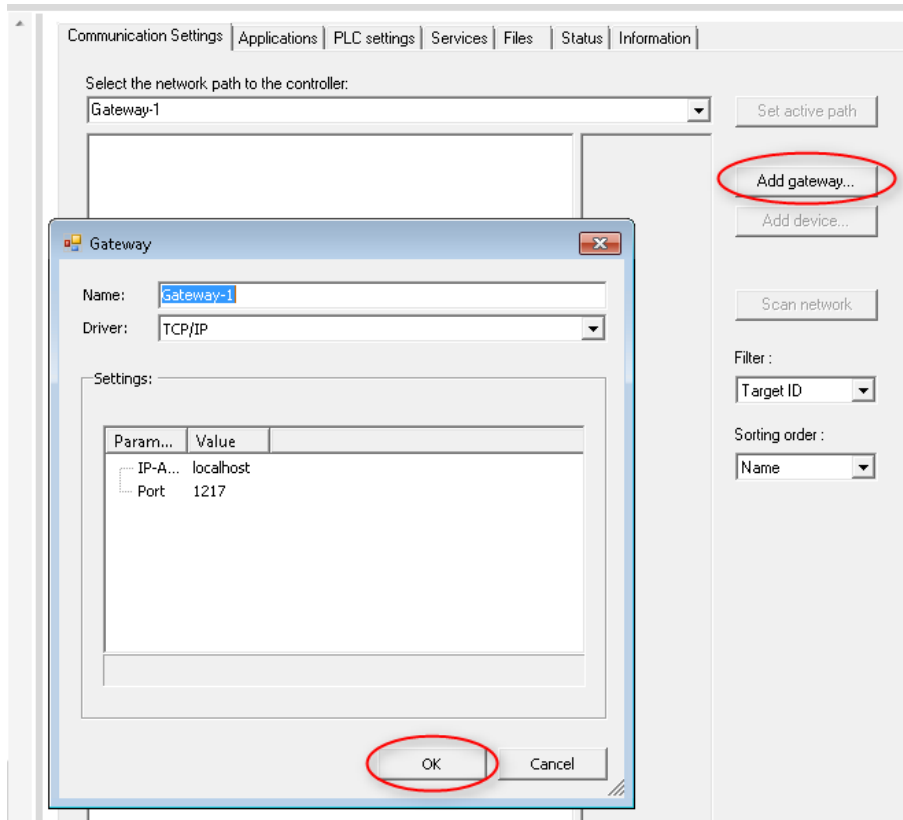 Communication Settings Applications PLC settings Services Files Status Information
Select the network path to the controller:
Gateway-1
Set active path
Add gateway...
Add device...
Scan network
Filter :
Target ID
Sorting order :
Name
Gateway
Name: Gateway-1
Driver: TCP/IP
Settings:
Param... Value
IP-A... localhost
Port 1217
OK Cancel